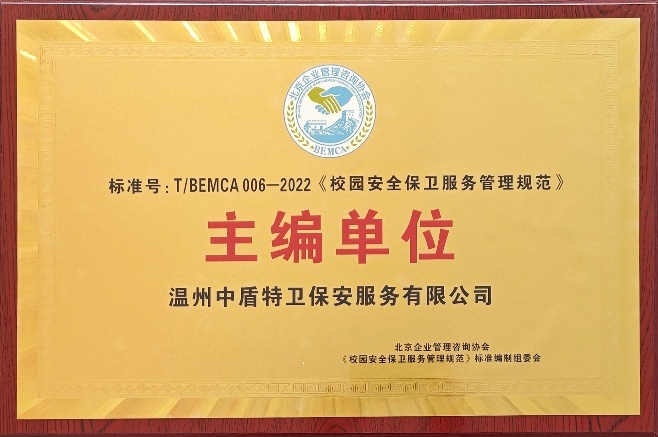 北京企业管理咨询协会
BEMCA
标准号：T/BEMCA 006—2022《校园安全保卫服务管理规范》
主编单位
温州中盾特卫保安服务有限公司
北京企业管理咨询协会
《校园安全保卫服务管理规范》标准编制组委会